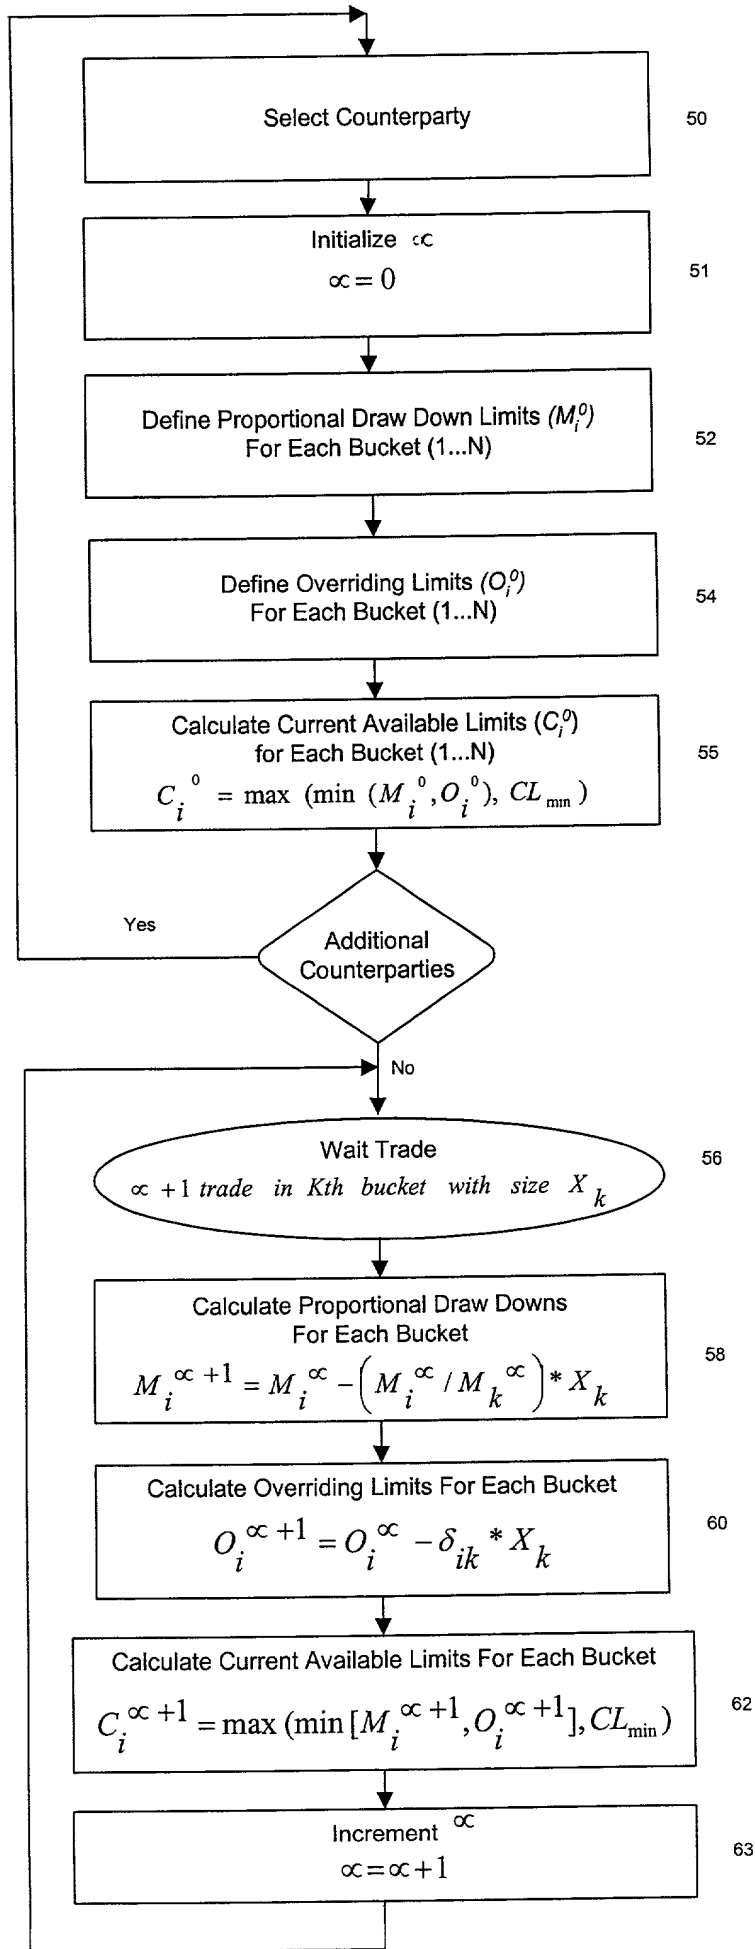 Select Counterparty
50
Initialize ∝
∝ = 0
51
Define Proportional Draw Down Limits (M_i^0)
For Each Bucket (1...N)
52
Define Overriding Limits (O_i^0)
For Each Bucket (1...N)
54
Calculate Current Available Limits (C_i^0)
for Each Bucket (1...N)
C_i^0 = max (min (M_i^0, O_i^0), CL_min)
55
Yes
Additional
Counterparties
No
Wait Trade
∝ +1 trade in Kth bucket with size X_k
56
Calculate Proportional Draw Downs
For Each Bucket
M_i^{∝ +1} = M_i^∝ - (M_i^∝ / M_k^∝) * X_k
58
Calculate Overriding Limits For Each Bucket
O_i^{∝ +1} = O_i^∝ - δ_ik * X_k
60
Calculate Current Available Limits For Each Bucket
C_i^{∝ +1} = max (min [M_i^{∝ +1}, O_i^{∝ +1}], CL_min)
62
Increment ∝
∝ = ∝ + 1
63